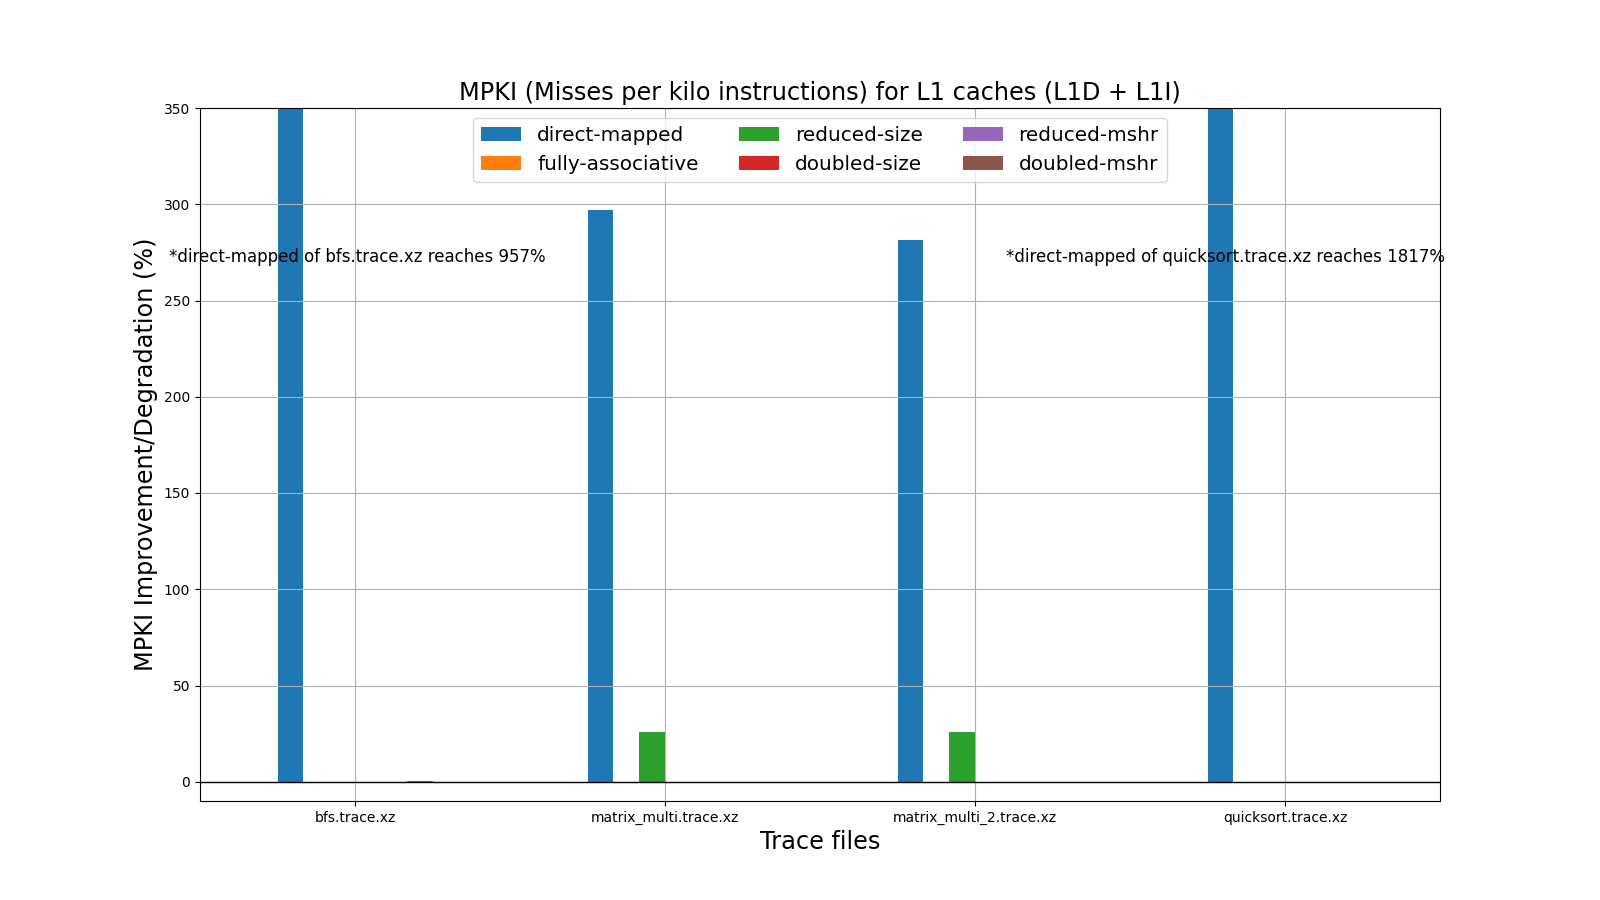 MPKI (Misses per kilo instructions) for L1 caches (L1D + L1I)
direct-mapped
fully-associative
reduced-size
doubled-size
reduced-mshr
doubled-mshr
*direct-mapped of bfs.trace.xz reaches 957%
*direct-mapped of quicksort.trace.xz reaches 1817%
MPKI Improvement/Degradation (%)
350
300
250
200
150
100
50
0
bfs.trace.xz
matrix_multi.trace.xz
matrix_multi_2.trace.xz
quicksort.trace.xz
Trace files